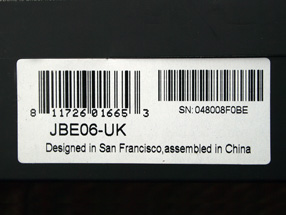 8 11726 01665 3
SN:048008F0BE
JBE06-UK
Designed in San Francisco,assembled in China